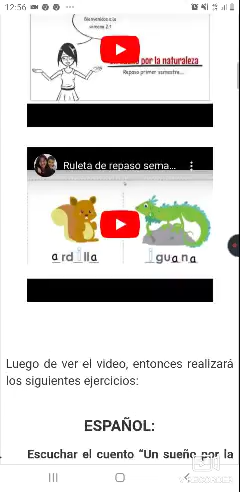 12:56
Bienvenidos a la
semana 2.!
por la naturaleza
Repaso primer semestre...
Ruleta de repaso sema...
ardilla
iguana
Luego de ver el video, entonces realizará
los siguientes ejercicios:
ESPAÑOL:
Escuchar el cuento “Un sueño por la